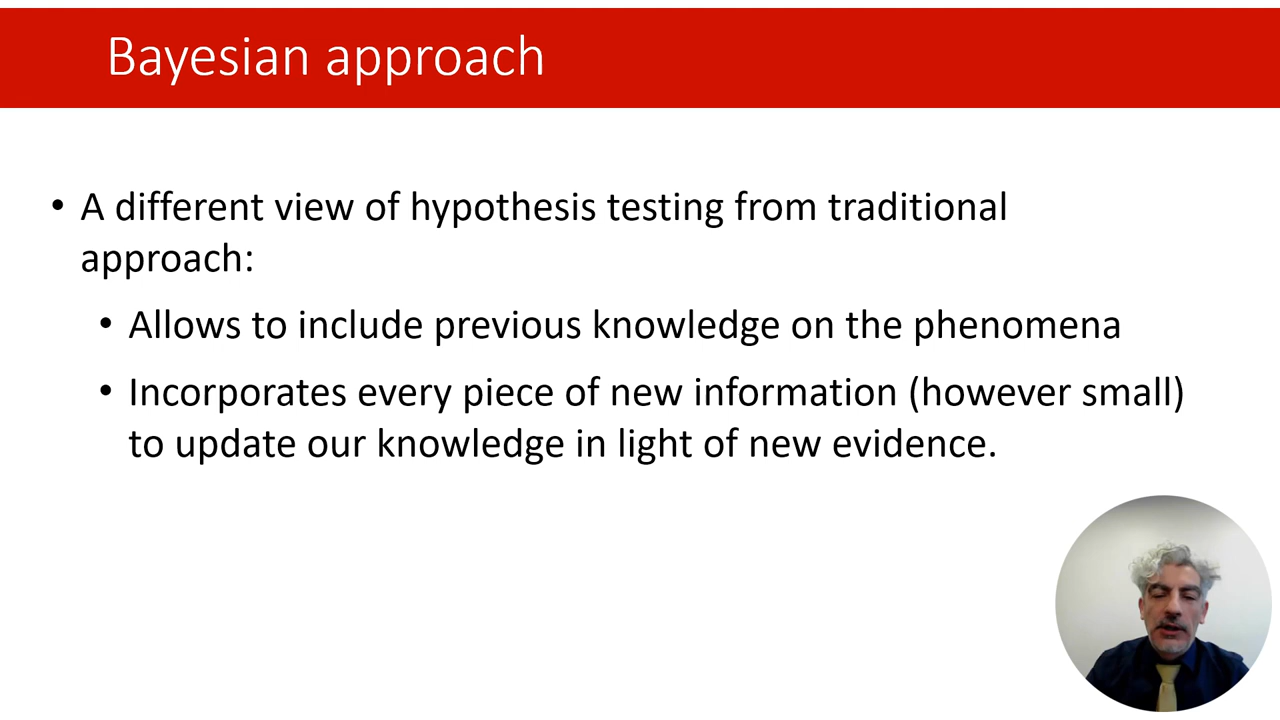 Bayesian approach
• A different view of hypothesis testing from traditional
approach:
• Allows to include previous knowledge on the phenomena
• Incorporates every piece of new information (however small)
to update our knowledge in light of new evidence.